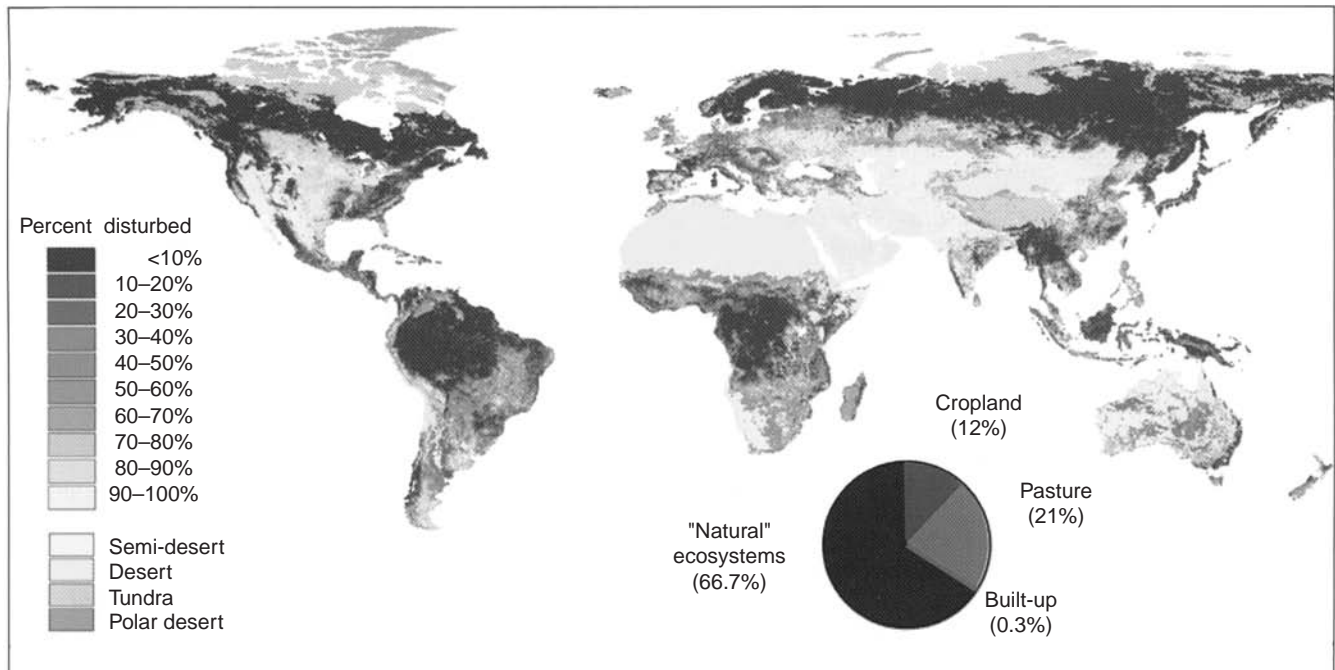 Percent disturbed
<10%
10–20%
20–30%
30–40%
40–50%
50–60%
60–70%
70–80%
80–90%
90–100%
Semi-desert
Desert
Tundra
Polar desert
Cropland
(12%)
Pasture
(21%)
"Natural"
ecosystems
(66.7%)
Built-up
(0.3%)